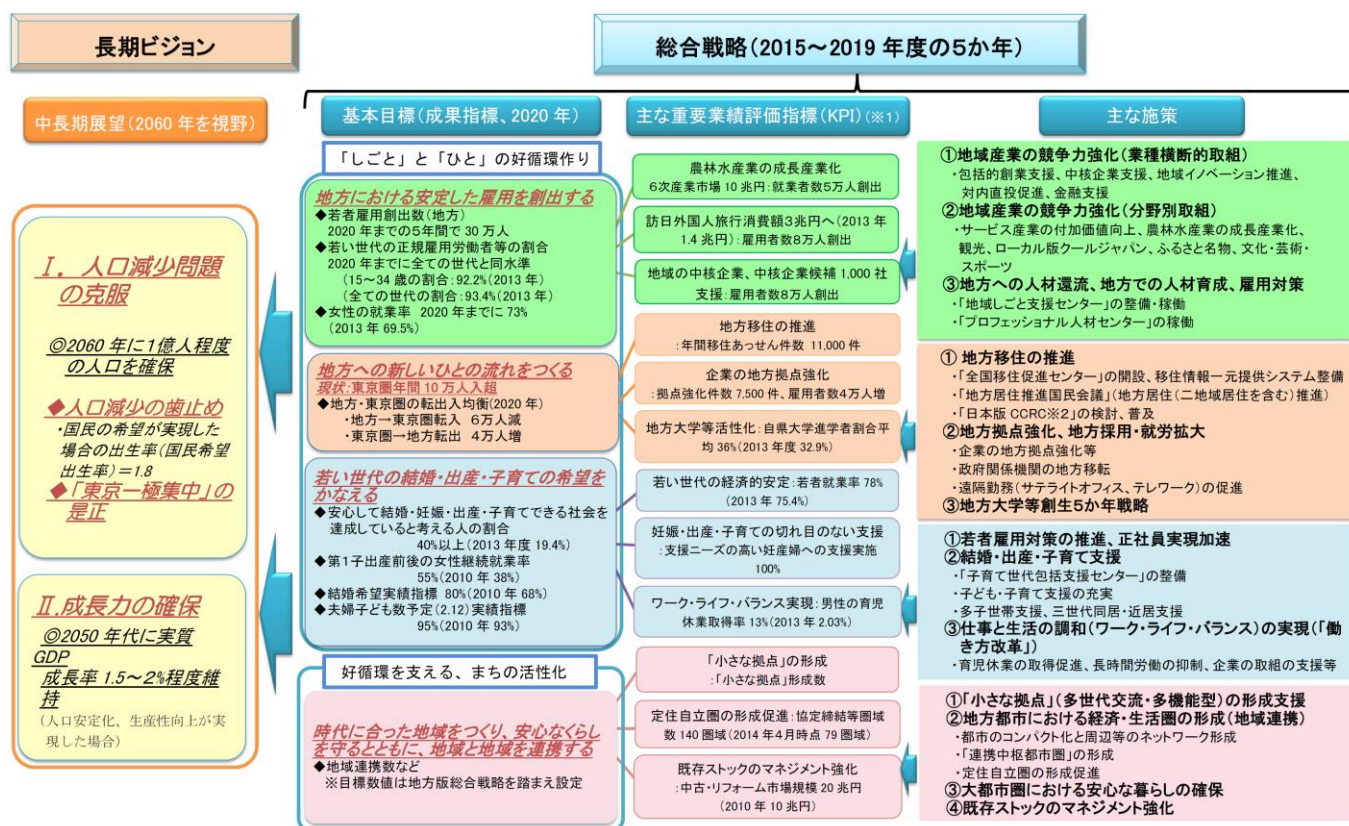 長期ビジョン
総合戦略(2015～2019 年度の5か年)
中長期展望(2060 年を視野)
Ⅰ. 人口減少問題
の克服
◎2060 年に1億人程度
の人口を確保
◆人口減少の歯止め
・国民の希望が実現した
場合の出生率(国民希望
出生率)＝1.8
◆「東京一極集中」の
是正
Ⅱ.成長力の確保
◎2050 年代に実質
GDP
成長率 1.5～2%程度維
持
(人口安定化、生産性向上が実
現した場合)
基本目標(成果指標、2020 年)
「しごと」と「ひと」の好循環作り
地方における安定した雇用を創出する
◆若者雇用創出数(地方)
2020 年までの5年間で 30 万人
◆若い世代の正規雇用労働者等の割合
2020 年までに全ての世代と同水準
(15～34 歳の割合:92.2%(2013 年)
(全ての世代の割合:93.4%(2013 年)
◆女性の就業率 2020 年までに 73%
(2013 年 69.5%)
地方への新しいひとの流れをつくる
現状:東京圏年間 10 万人入超
◆地方・東京圏の転出入均衡(2020 年)
・地方→東京圏転入 6万人減
・東京圏→地方転出 4万人増
若い世代の結婚・出産・子育ての希望を
かなえる
◆安心して結婚・妊娠・出産・子育てできる社会を
達成していると考える人の割合
40%以上(2013 年度 19.4%)
◆第1子出産前後の女性継続就業率
55%(2010 年 38%)
◆結婚希望実績指標 80%(2010 年 68%)
◆夫婦子ども数予定(2.12)実績指標
95%(2010 年 93%)
好循環を支える、まちの活性化
時代に合った地域をつくり、安心なくらし
を守るとともに、地域と地域を連携する
◆地域連携数など
※目標数値は地方版総合戦略を踏まえ設定
主な重要業績評価指標(KPI)(※1)
農林水産業の成長産業化
6次産業市場 10 兆円:就業者数5万人創出
訪日外国人旅行消費額3兆円へ(2013 年
1.4 兆円):雇用者数8万人創出
地域の中核企業、中核企業候補 1,000 社
支援:雇用者数8万人創出
地方移住の推進
:年間移住あっせん件数 11,000 件
企業の地方拠点強化
:拠点強化件数 7,500 件、雇用者数4万人増
地方大学等活性化:自県大学進学者割合平
均 36%(2013 年度 32.9%)
若い世代の経済的安定:若者就業率 78%
(2013 年 75.4%)
妊娠・出産・子育ての切れ目のない支援
:支援ニーズの高い妊産婦への支援実施
100%
ワーク・ライフ・バランス実現:男性の育児
休業取得率 13%(2013 年 2.03%)
「小さな拠点」の形成
:「小さな拠点」形成数
定住自立圏の形成促進:協定締結等圏域
数 140 圏域(2014 年4月時点 79 圏域)
既存ストックのマネジメント強化
:中古・リフォーム市場規模 20 兆円
(2010 年 10 兆円)
主な施策
①地域産業の競争力強化(業種横断的取組)
・包括的創業支援、中核企業支援、地域イノベーション推進、
対内直投促進、金融支援
②地域産業の競争力強化(分野別取組)
・サービス産業の付加価値向上、農林水産業の成長産業化、
観光、ローカル版クールジャパン、ふるさと名物、文化・芸術・
スポーツ
③地方への人材還流、地方での人材育成、雇用対策
・「地域しごと支援センター」の整備・稼働
・「プロフェッショナル人材センター」の稼働
① 地方移住の推進
・「全国移住促進センター」の開設、移住情報一元提供システム整備
・「地方居住推進国民会議」(地方居住(二地域居住を含む)推進)
・「日本版 CCRC※2」の検討、普及
②地方拠点強化、地方採用・就労拡大
・企業の地方拠点強化等
・政府関係機関の地方移転
・遠隔勤務(サテライトオフィス、テレワーク)の促進
③地方大学等創生5か年戦略
①若者雇用対策の推進、正社員実現加速
②結婚・出産・子育て支援
・「子育て世代包括支援センター」の整備
・子ども・子育て支援の充実
・多子世帯支援、三世代同居・近居支援
③仕事と生活の調和(ワーク・ライフ・バランス)の実現(「働
き方改革」)
・育児休業の取得促進、長時間労働の抑制、企業の取組の支援等
①「小さな拠点」(多世代交流・多機能型)の形成支援
②地方都市における経済・生活圏の形成(地域連携)
・都市のコンパクト化と周辺等のネットワーク形成
・「連携中枢都市圏」の形成
・定住自立圏の形成促進
③大都市圏における安心な暮らしの確保
④既存ストックのマネジメント強化